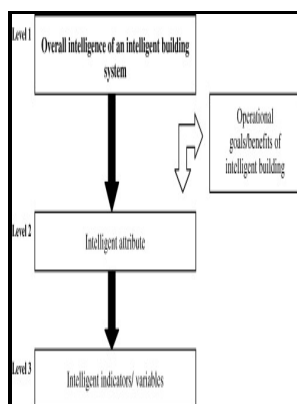 Level 1
Overall intelligence of an intelligent building
system
Operational
goals/benefits of
intelligent building
Level 2
Intelligent attribute
Level 3
Intelligent indicators/ variables